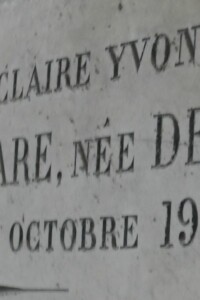 CLAIRE YVON
ARE, NÉE DE
OCTOBRE 19